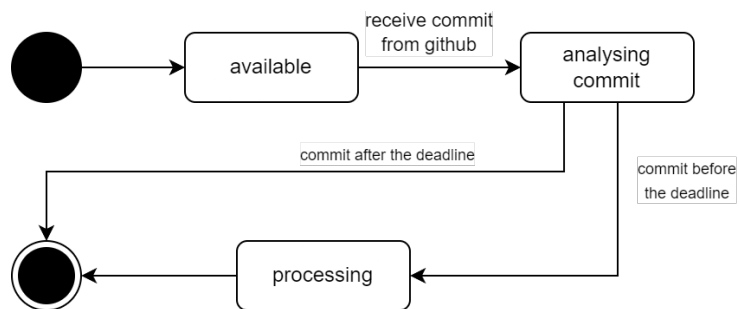 available
receive commit
from github
analysing
commit
commit after the deadline
commit before
the deadline
processing